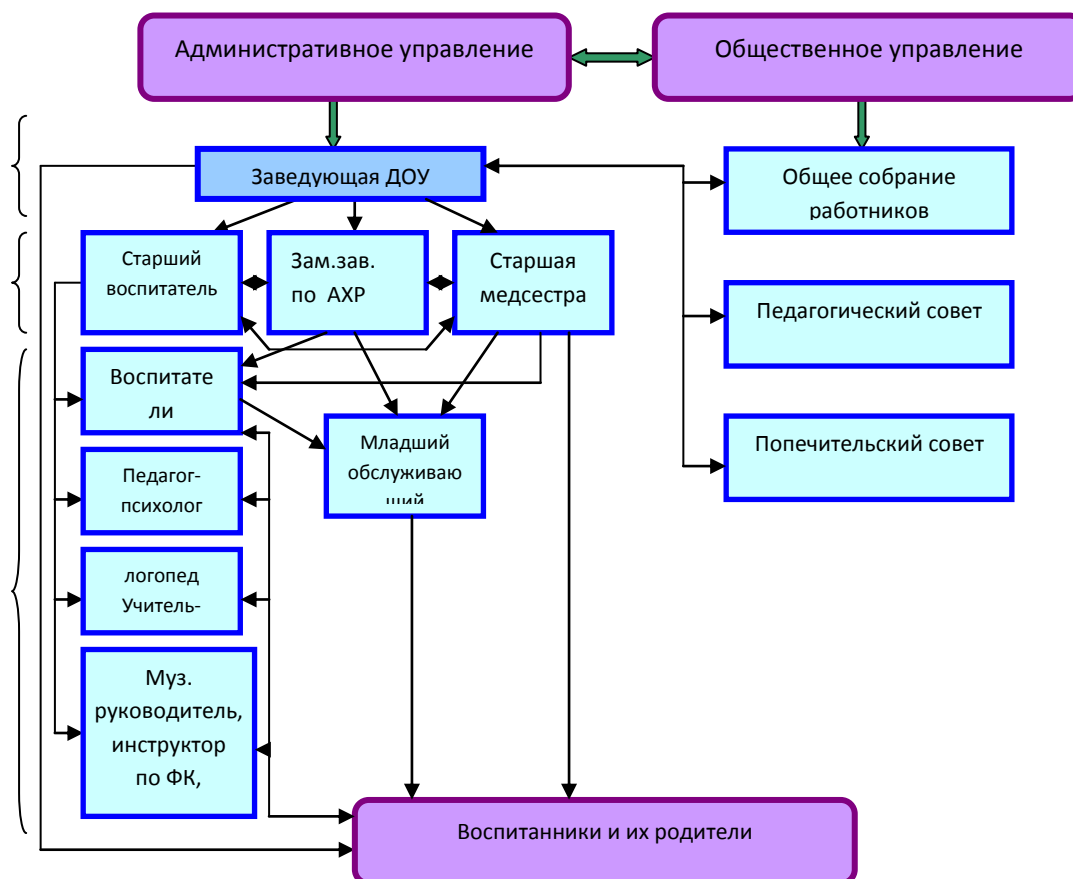 Административное управление
Общественное управление
Заведующая ДОУ
Общее собрание
работников
Старший
воспитатель
Зам.зав.
по АХР
Старшая
медсестра
Педагогический совет
Воспитате
ли
Младший
обслуживаю
щий
Попечительский совет
Педагог-
психолог
логопед
Учитель-
Муз.
руководитель,
инструктор
по ФК,
Воспитанники и их родители